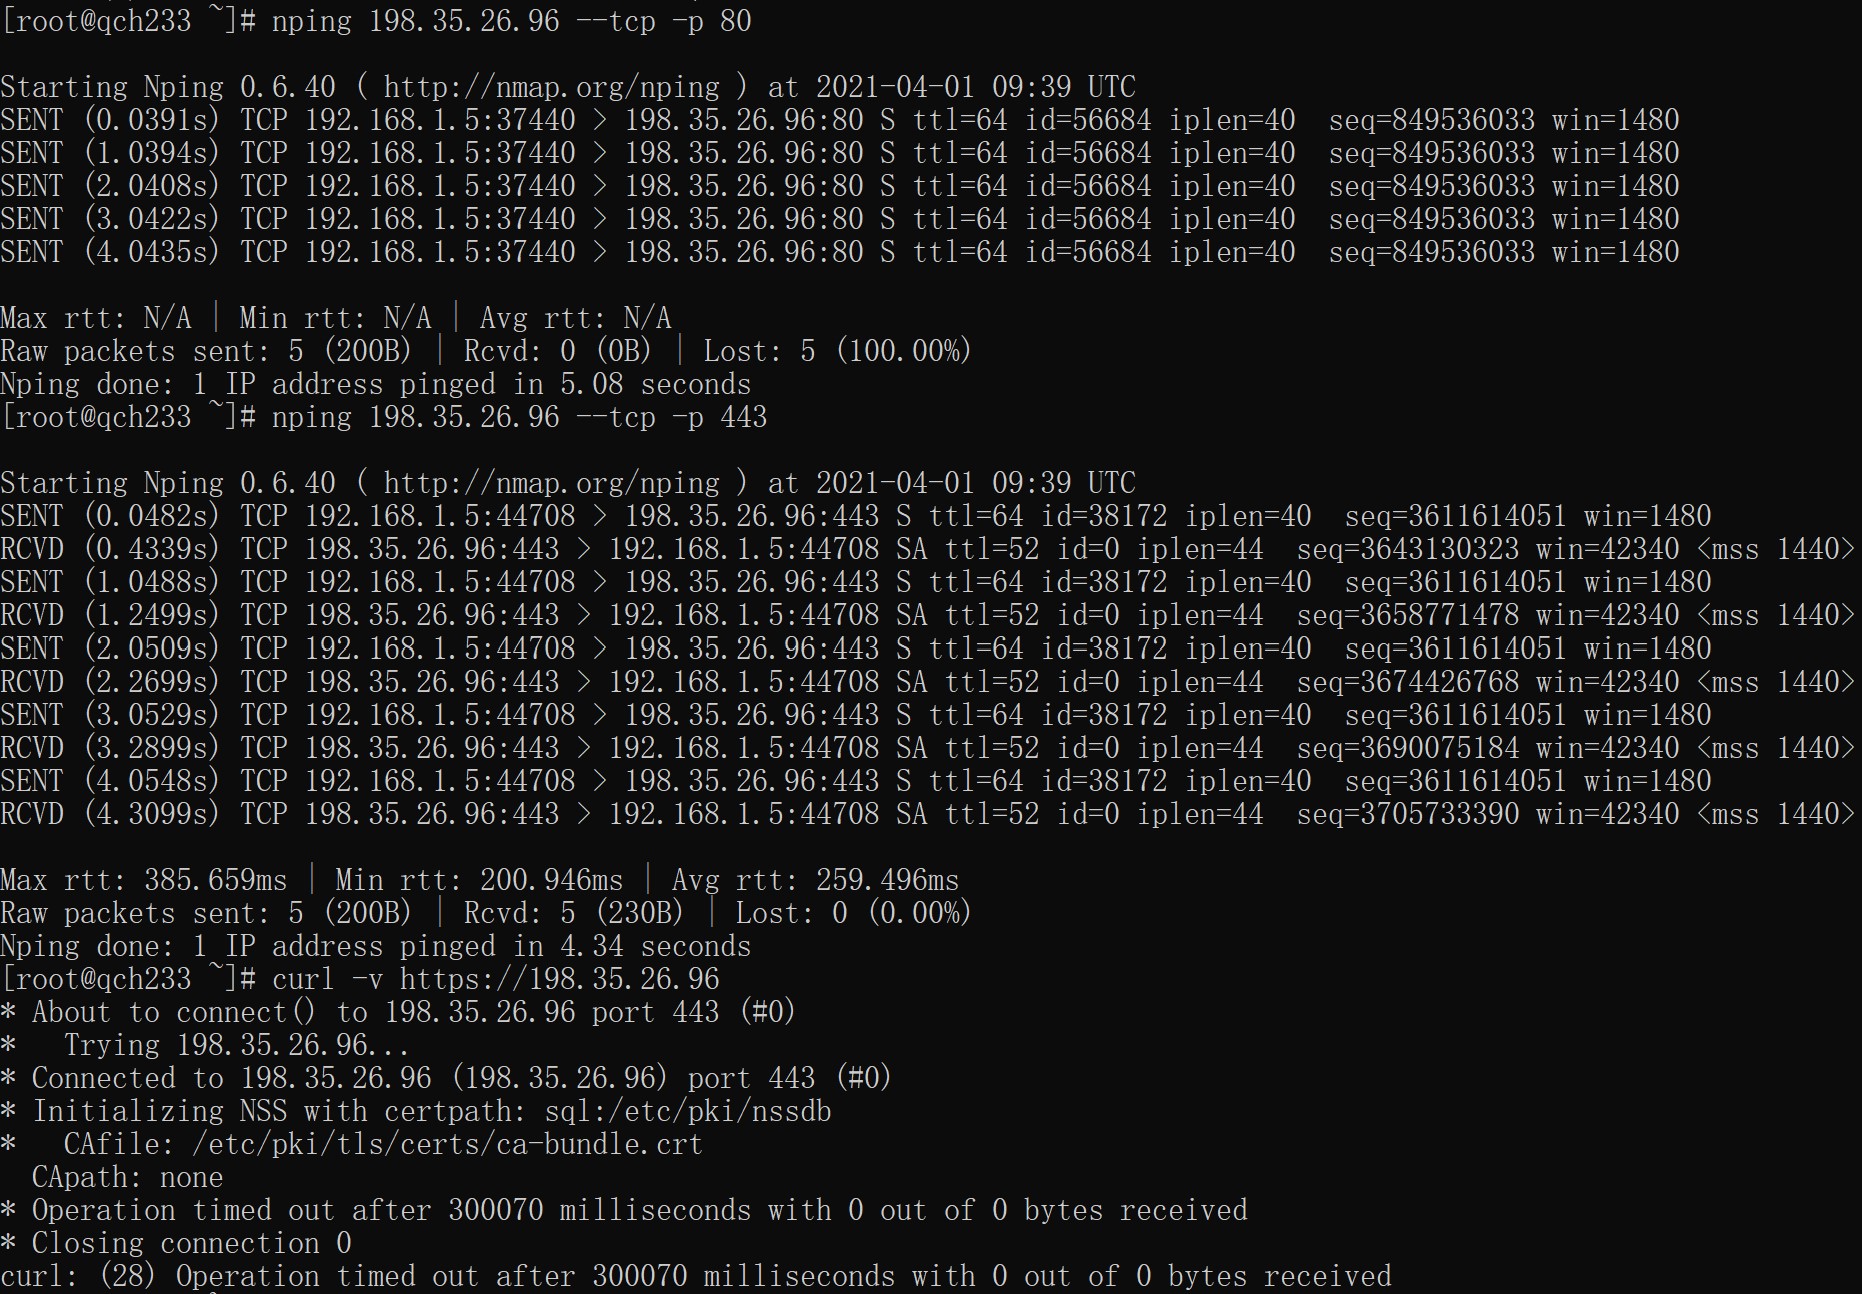 [root@qch233 ~]# nping 198.35.26.96 --tcp -p 80
Starting Nping 0.6.40 ( http://nmap.org/nping ) at 2021-04-01 09:39 UTC
SENT (0.0391s) TCP 192.168.1.5:37440 > 198.35.26.96:80 S ttl=64 id=56684 iplen=40  seq=849536033 win=1480
SENT (1.0394s) TCP 192.168.1.5:37440 > 198.35.26.96:80 S ttl=64 id=56684 iplen=40  seq=849536033 win=1480
SENT (2.0408s) TCP 192.168.1.5:37440 > 198.35.26.96:80 S ttl=64 id=56684 iplen=40  seq=849536033 win=1480
SENT (3.0422s) TCP 192.168.1.5:37440 > 198.35.26.96:80 S ttl=64 id=56684 iplen=40  seq=849536033 win=1480
SENT (4.0435s) TCP 192.168.1.5:37440 > 198.35.26.96:80 S ttl=64 id=56684 iplen=40  seq=849536033 win=1480
Max rtt: N/A | Min rtt: N/A | Avg rtt: N/A
Raw packets sent: 5 (200B) | Rcvd: 0 (0B) | Lost: 5 (100.00%)
Nping done: 1 IP address pinged in 5.08 seconds
[root@qch233 ~]# nping 198.35.26.96 --tcp -p 443
Starting Nping 0.6.40 ( http://nmap.org/nping ) at 2021-04-01 09:39 UTC
SENT (0.0482s) TCP 192.168.1.5:44708 > 198.35.26.96:443 S ttl=64 id=38172 iplen=40  seq=3611614051 win=1480
RCVD (0.4339s) TCP 198.35.26.96:443 > 192.168.1.5:44708 SA ttl=52 id=0 iplen=44  seq=3643130323 win=42340 <mss 1440>
SENT (1.0488s) TCP 192.168.1.5:44708 > 198.35.26.96:443 S ttl=64 id=38172 iplen=40  seq=3611614051 win=1480
RCVD (1.2499s) TCP 198.35.26.96:443 > 192.168.1.5:44708 SA ttl=52 id=0 iplen=44  seq=3658771478 win=42340 <mss 1440>
SENT (2.0509s) TCP 192.168.1.5:44708 > 198.35.26.96:443 S ttl=64 id=38172 iplen=40  seq=3611614051 win=1480
RCVD (2.2699s) TCP 198.35.26.96:443 > 192.168.1.5:44708 SA ttl=52 id=0 iplen=44  seq=3674426768 win=42340 <mss 1440>
SENT (3.0529s) TCP 192.168.1.5:44708 > 198.35.26.96:443 S ttl=64 id=38172 iplen=40  seq=3611614051 win=1480
RCVD (3.2899s) TCP 198.35.26.96:443 > 192.168.1.5:44708 SA ttl=52 id=0 iplen=44  seq=3690075184 win=42340 <mss 1440>
SENT (4.0548s) TCP 192.168.1.5:44708 > 198.35.26.96:443 S ttl=64 id=38172 iplen=40  seq=3611614051 win=1480
RCVD (4.3099s) TCP 198.35.26.96:443 > 192.168.1.5:44708 SA ttl=52 id=0 iplen=44  seq=3705733390 win=42340 <mss 1440>
Max rtt: 385.659ms | Min rtt: 200.946ms | Avg rtt: 259.496ms
Raw packets sent: 5 (200B) | Rcvd: 5 (230B) | Lost: 0 (0.00%)
Nping done: 1 IP address pinged in 4.34 seconds
[root@qch233 ~]# curl -v https://198.35.26.96
* About to connect() to 198.35.26.96 port 443 (#0)
*   Trying 198.35.26.96...
* Connected to 198.35.26.96 (198.35.26.96) port 443 (#0)
* Initializing NSS with certpath: sql:/etc/pki/nssdb
*   CAfile: /etc/pki/tls/certs/ca-bundle.crt
  CApath: none
* Operation timed out after 300070 milliseconds with 0 out of 0 bytes received
* Closing connection 0
curl: (28) Operation timed out after 300070 milliseconds with 0 out of 0 bytes received